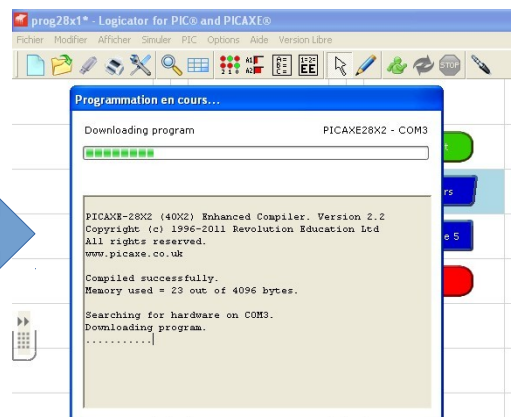 prog28x1* - Logicator for PIC® and PICAXE®
Fichier Modifier Afficher Simuler PIC Options Aide Version Libre
STOP
Programmation en cours...
Downloading program PICAXE28X2 - COM3
t
rs
e 5
PICAXE-28X2 (40X2) Enhanced Compiler. Version 2.2
Copyright (c) 1996-2011 Revolution Education Ltd
All rights reserved.
www.picaxe.co.uk
Compiled successfully.
Memory used = 23 out of 4096 bytes.
Searching for hardware on COM3.
Downloading program.
..........